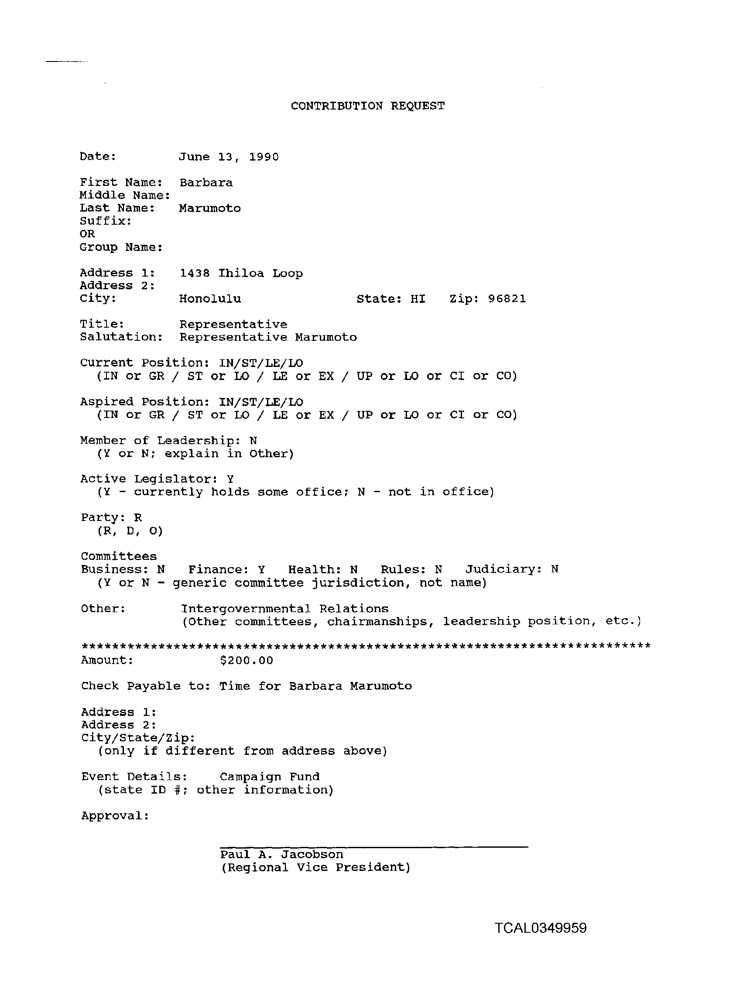 CONTRIBUTION REQUEST
Date: June 13, 1990
First Name: Barbara
Middle Name:
Last Name: Marumoto
Suffix:
OR
Group Name:
Address 1: 1438 Ihiloa Loop
Address 2:
City: Honolulu State: HI Zip: 96821
Title: Representative
Salutation: Representative Marumoto
Current Position: IN/ST/LE/LO
(IN or GR / ST or LO / LE or EX / UP or LO or CI or CO)
Aspired Position: IN/ST/LE/LO
(IN or GR / ST or LO / LE or EX / UP or LO or CI or CO)
Member of Leadership: N
(Y or N; explain in Other)
Active Legislator: Y
(Y - currently holds some office; N - not in office)
Party: R
(R, D, O)
Committees
Business: N Finance: Y Health: N Rules: N Judiciary: N
(Y or N - generic committee jurisdiction, not name)
Other: Intergovernmental Relations
(Other committees, chairmanships, leadership position, etc.)
***************************************************************************
Amount: $200.00
Check Payable to: Time for Barbara Marumoto
Address 1:
Address 2:
City/State/Zip:
(only if different from address above)
Event Details: Campaign Fund
(state ID #; other information)
Approval:
Paul A. Jacobson
(Regional Vice President)
TCAL0349959